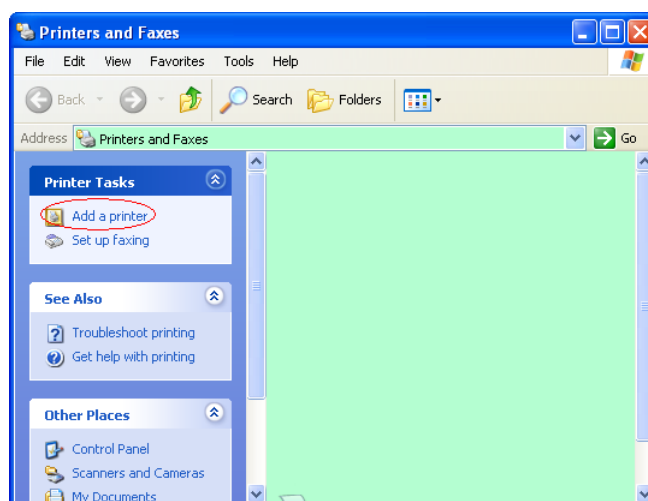 Printers and Faxes
File Edit View Favorites Tools Help
Back Search Folders
Address Printers and Faxes Go
Printer Tasks
Add a printer
Set up faxing
See Also
Troubleshoot printing
Get help with printing
Other Places
Control Panel
Scanners and Cameras
My Documents